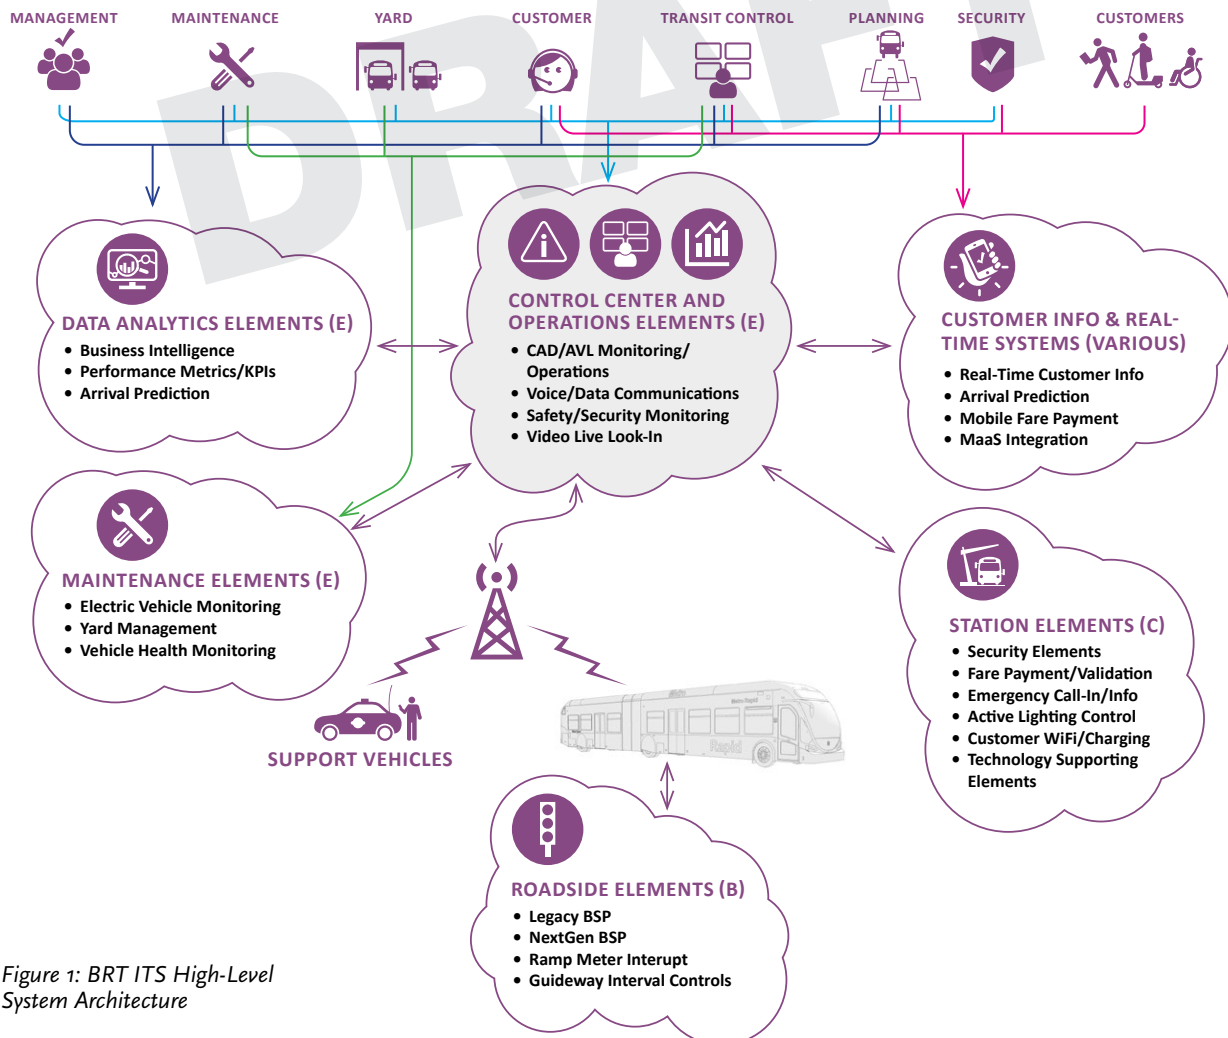 MANAGEMENT
MAINTENANCE
YARD
CUSTOMER
TRANSIT CONTROL
PLANNING
SECURITY
CUSTOMERS
DRAFT
DATA ANALYTICS ELEMENTS (E)
• Business Intelligence
• Performance Metrics/KPIs
• Arrival Prediction
CONTROL CENTER AND
OPERATIONS ELEMENTS (E)
• CAD/AVL Monitoring/
Operations
• Voice/Data Communications
• Safety/Security Monitoring
• Video Live Look-In
CUSTOMER INFO & REAL-
TIME SYSTEMS (VARIOUS)
• Real-Time Customer Info
• Arrival Prediction
• Mobile Fare Payment
• MaaS Integration
MAINTENANCE ELEMENTS (E)
• Electric Vehicle Monitoring
• Yard Management
• Vehicle Health Monitoring
STATION ELEMENTS (C)
• Security Elements
• Fare Payment/Validation
• Emergency Call-In/Info
• Active Lighting Control
• Customer WiFi/Charging
• Technology Supporting
Elements
SUPPORT VEHICLES
Metro Rapid
Rapid
ROADSIDE ELEMENTS (B)
• Legacy BSP
• NextGen BSP
• Ramp Meter Interupt
• Guideway Interval Controls
Figure 1: BRT ITS High-Level
System Architecture